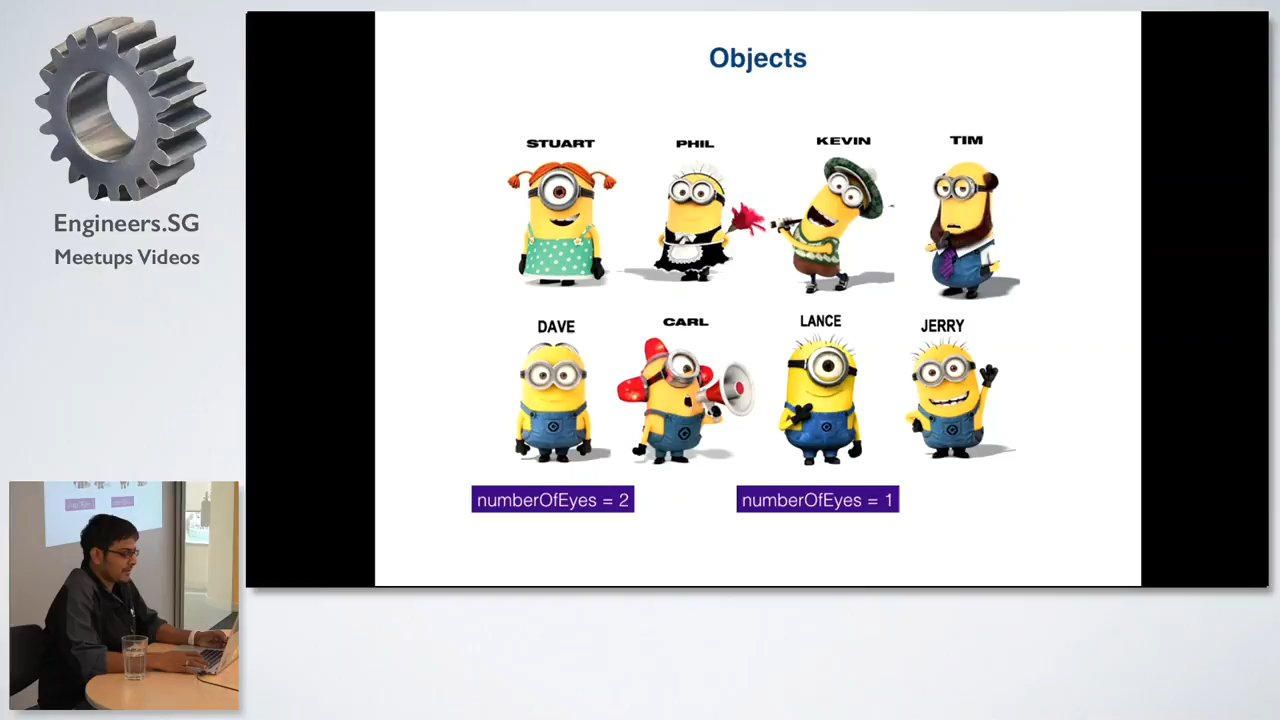 Engineers.SG
Meetups Videos
Objects
STUART
PHIL
KEVIN
TIM
DAVE
CARL
LANCE
JERRY
numberOfEyes = 2
numberOfEyes = 1